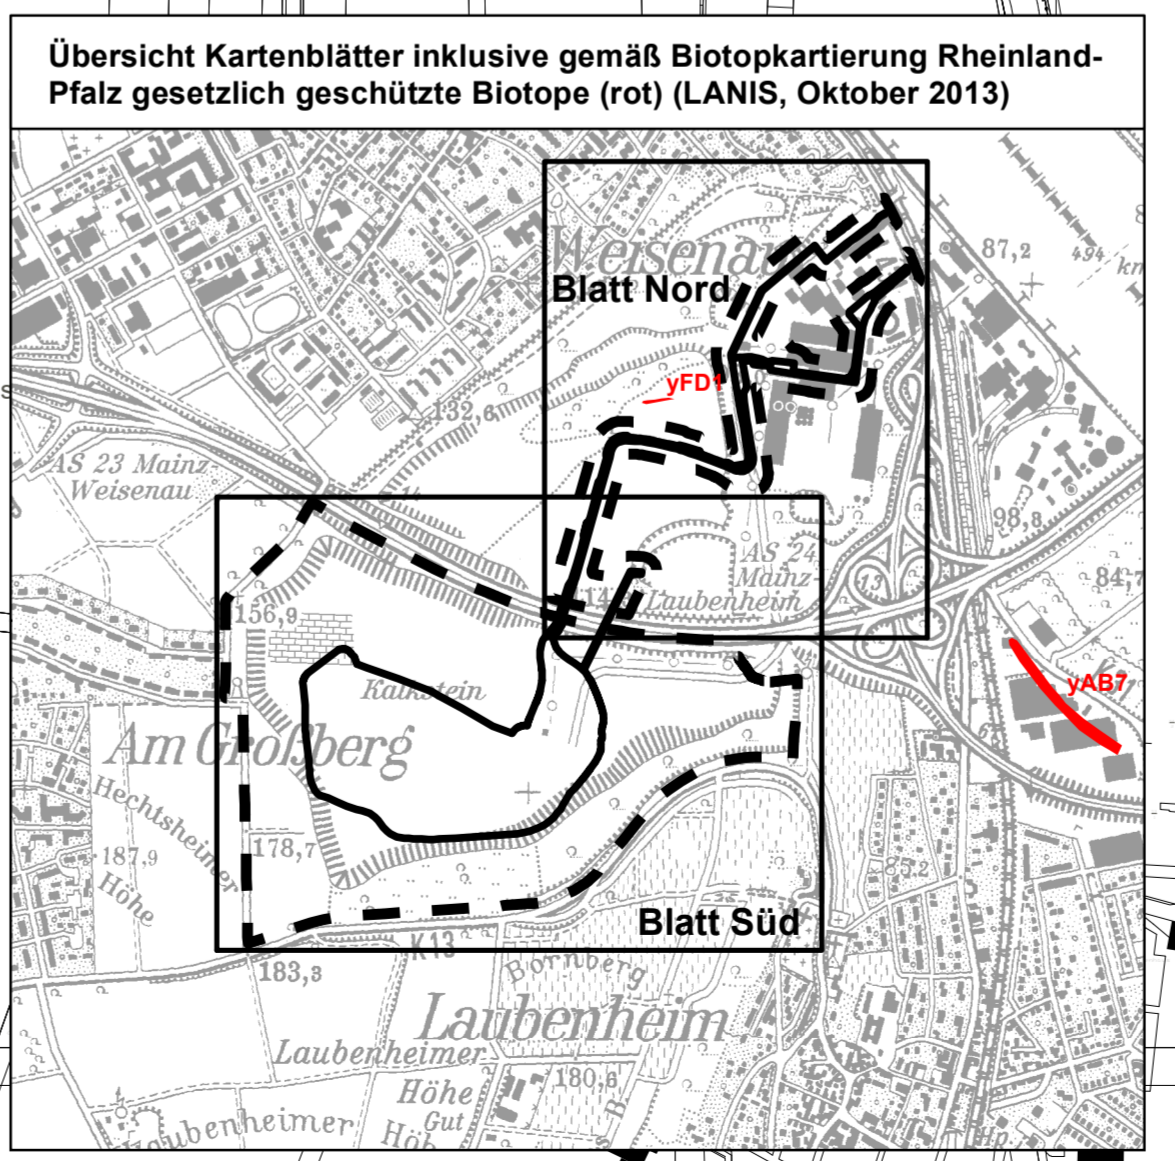 Übersicht Kartenblätter inklusive gemäß Biotopkartierung Rheinland-
Pfalz gesetzlich geschützte Biotope (rot) (LANIS, Oktober 2013)
Weisenau
87,2
494
km
Blatt Nord
yFD1
132,6
AS 23 Mainz-
Weisenau
98,3
AS 24
Mainz-
Laubenheim
13
84,7
156,9
yAB7
Kalkstein
Am Großberg
Hechtsheimer
Höhe
187,9
178,7
85,2
Blatt Süd
K13
183,3
Bornberg
Laubenheim
Laubenheimer
Höhe
180,6
Gut